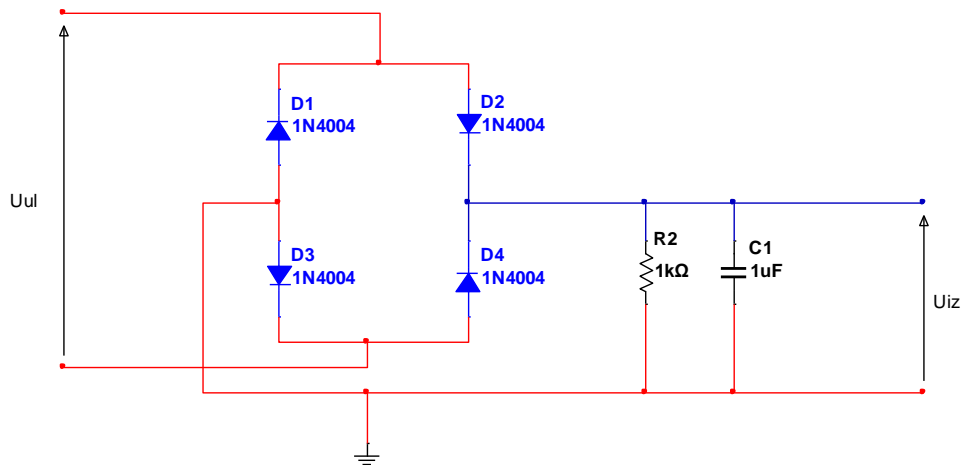 D1
1N4004
D2
1N4004
Uul
D3
1N4004
D4
1N4004
R2
1kΩ
C1
1uF
Uiz